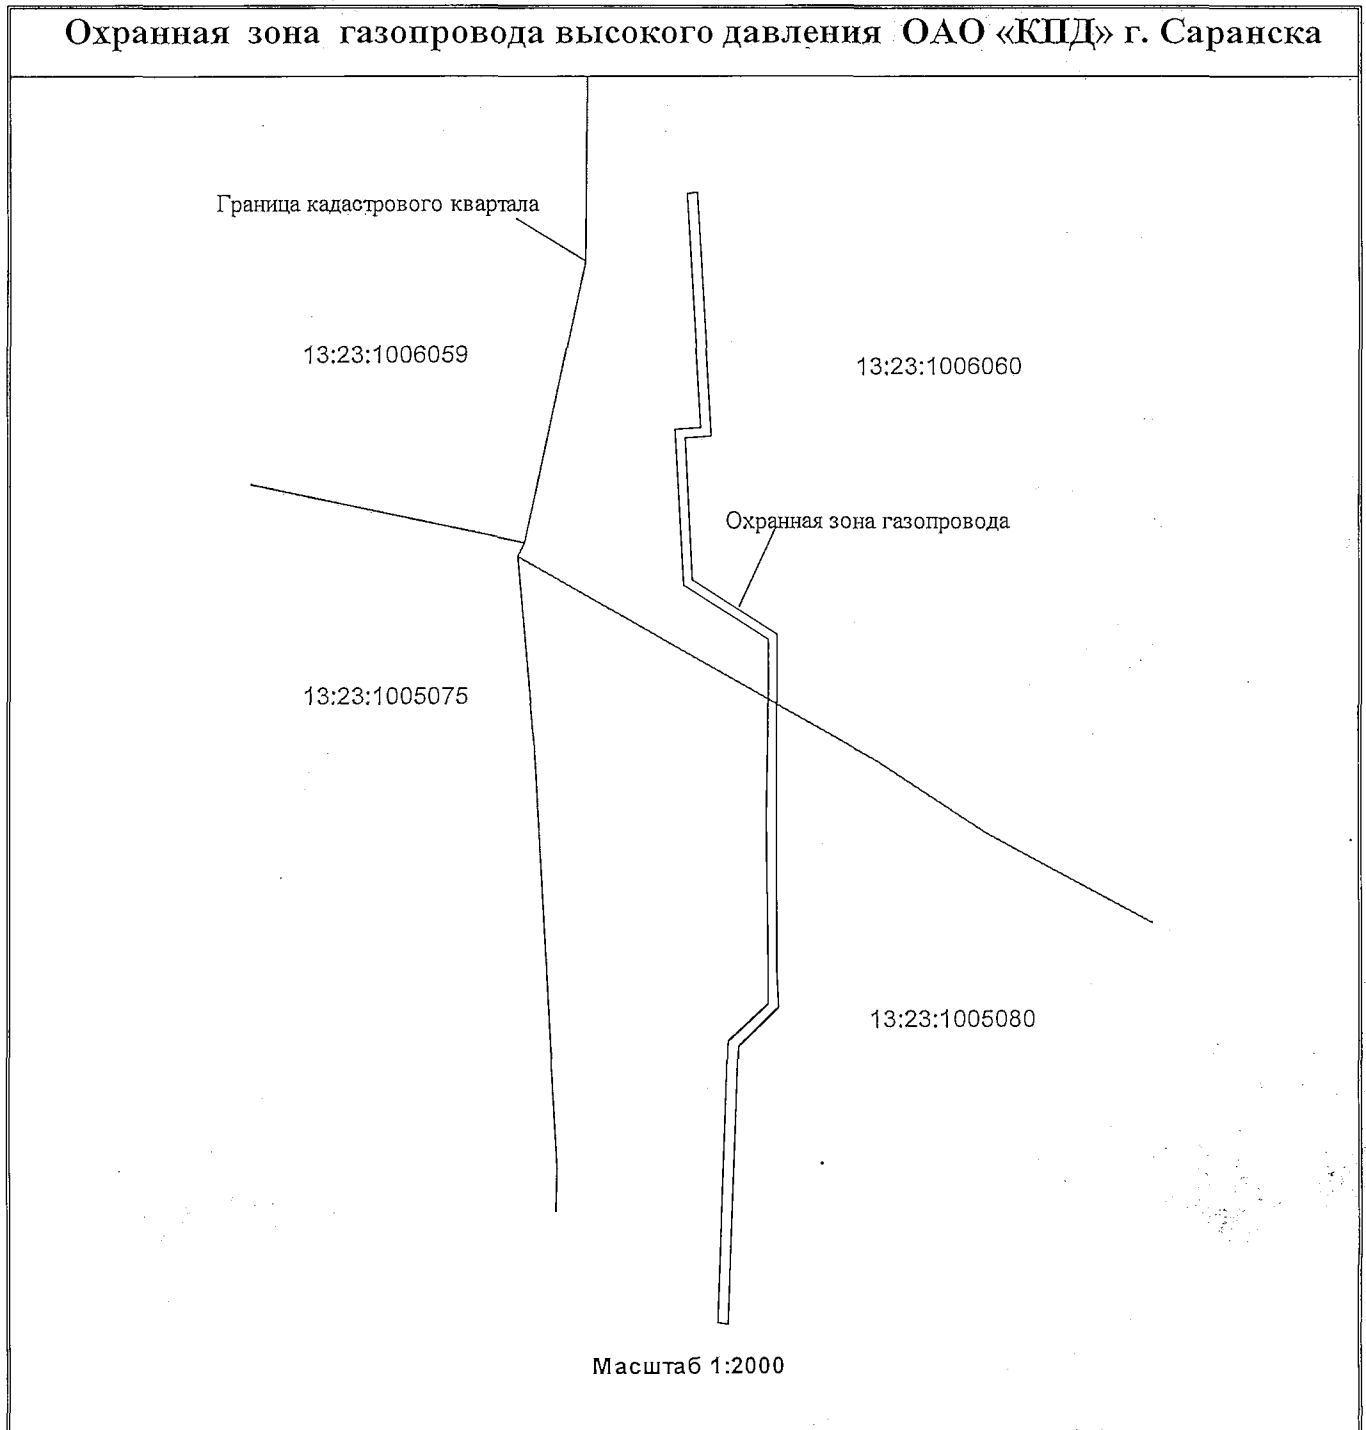 Охранная зона газопровода высокого давления ОАО «КПД» г. Саранска
Граница кадастрового квартала
13:23:1006059
13:23:1006060
Охранная зона газопровода
13:23:1005075
13:23:1005080
Масштаб 1:2000